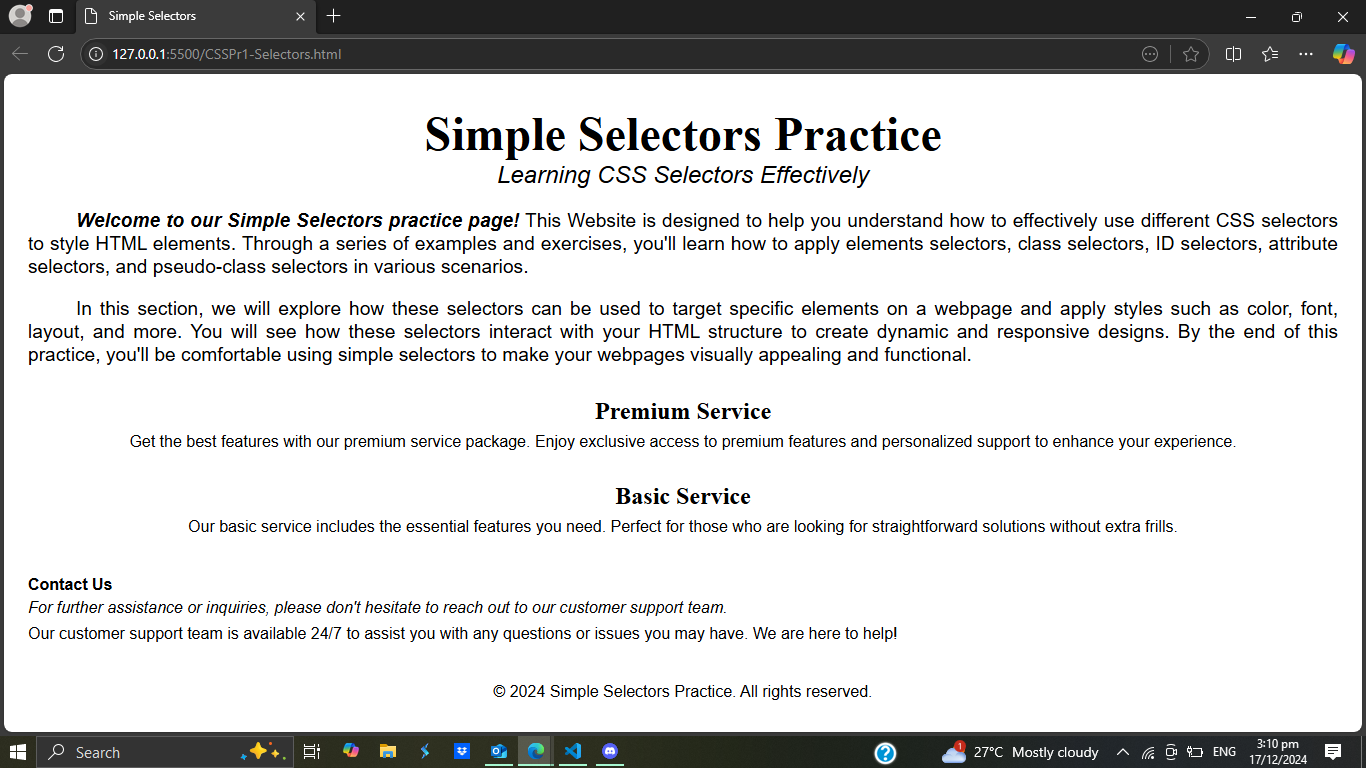 Simple Selectors
127.0.0.1:5500/CSSPr1-Selectors.html
Simple Selectors Practice
Learning CSS Selectors Effectively
Welcome to our Simple Selectors practice page! This Website is designed to help you understand how to effectively use different CSS selectors
to style HTML elements. Through a series of examples and exercises, you'll learn how to apply elements selectors, class selectors, ID selectors, attribute
selectors, and pseudo-class selectors in various scenarios.
In this section, we will explore how these selectors can be used to target specific elements on a webpage and apply styles such as color, font,
layout, and more. You will see how these selectors interact with your HTML structure to create dynamic and responsive designs. By the end of this
practice, you'll be comfortable using simple selectors to make your webpages visually appealing and functional.
Premium Service
Get the best features with our premium service package. Enjoy exclusive access to premium features and personalized support to enhance your experience.
Basic Service
Our basic service includes the essential features you need. Perfect for those who are looking for straightforward solutions without extra frills.
Contact Us
For further assistance or inquiries, please don't hesitate to reach out to our customer support team.
Our customer support team is available 24/7 to assist you with any questions or issues you may have. We are here to help!
© 2024 Simple Selectors Practice. All rights reserved.
Search
1
27°C Mostly cloudy
ENG
3:10 pm
17/12/2024